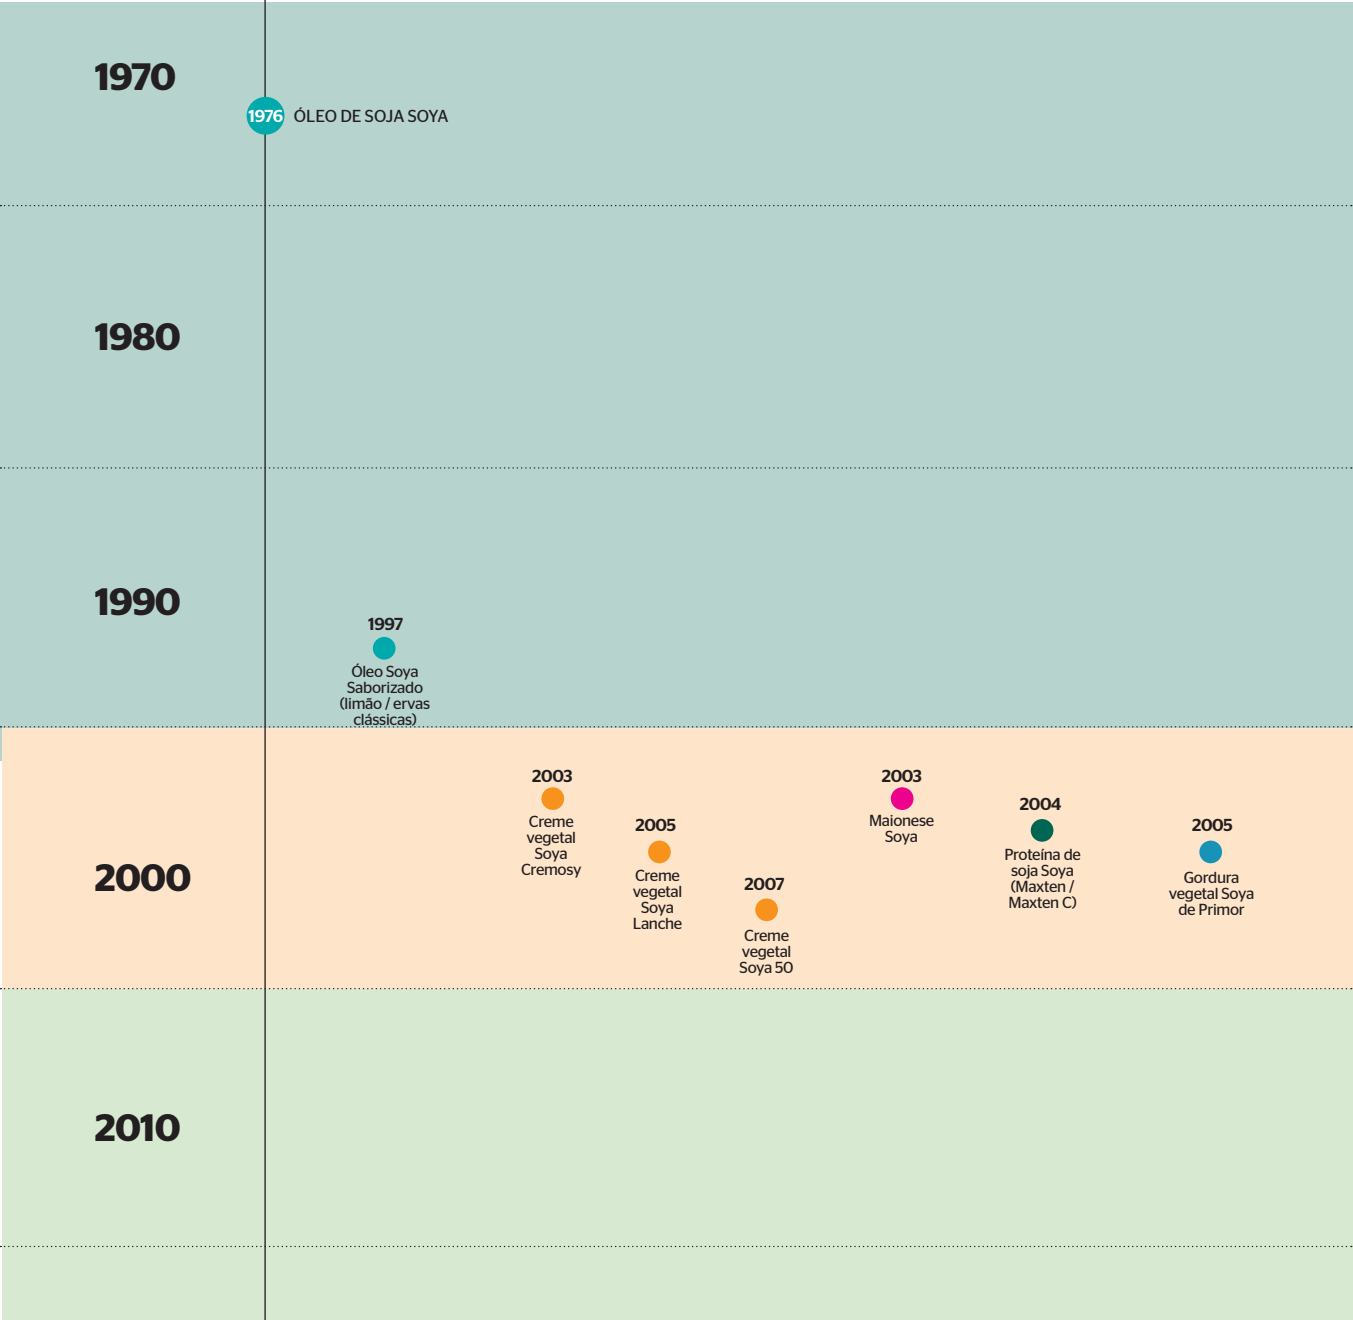 1970
1976 ÓLEO DE SOJA SOYA
1980
1990
1997
Óleo Soya
Saborizado
(limão / ervas
clássicas)
2000
2003
Creme
vegetal
Soya
Cremosy
2005
Creme
vegetal
Soya
Lanche
2007
Creme
vegetal
Soya 50
2003
Maionese
Soya
2004
Proteína de
soja Soya
(Maxten /
Maxten C)
2005
Gordura
vegetal Soya
de Primor
2010